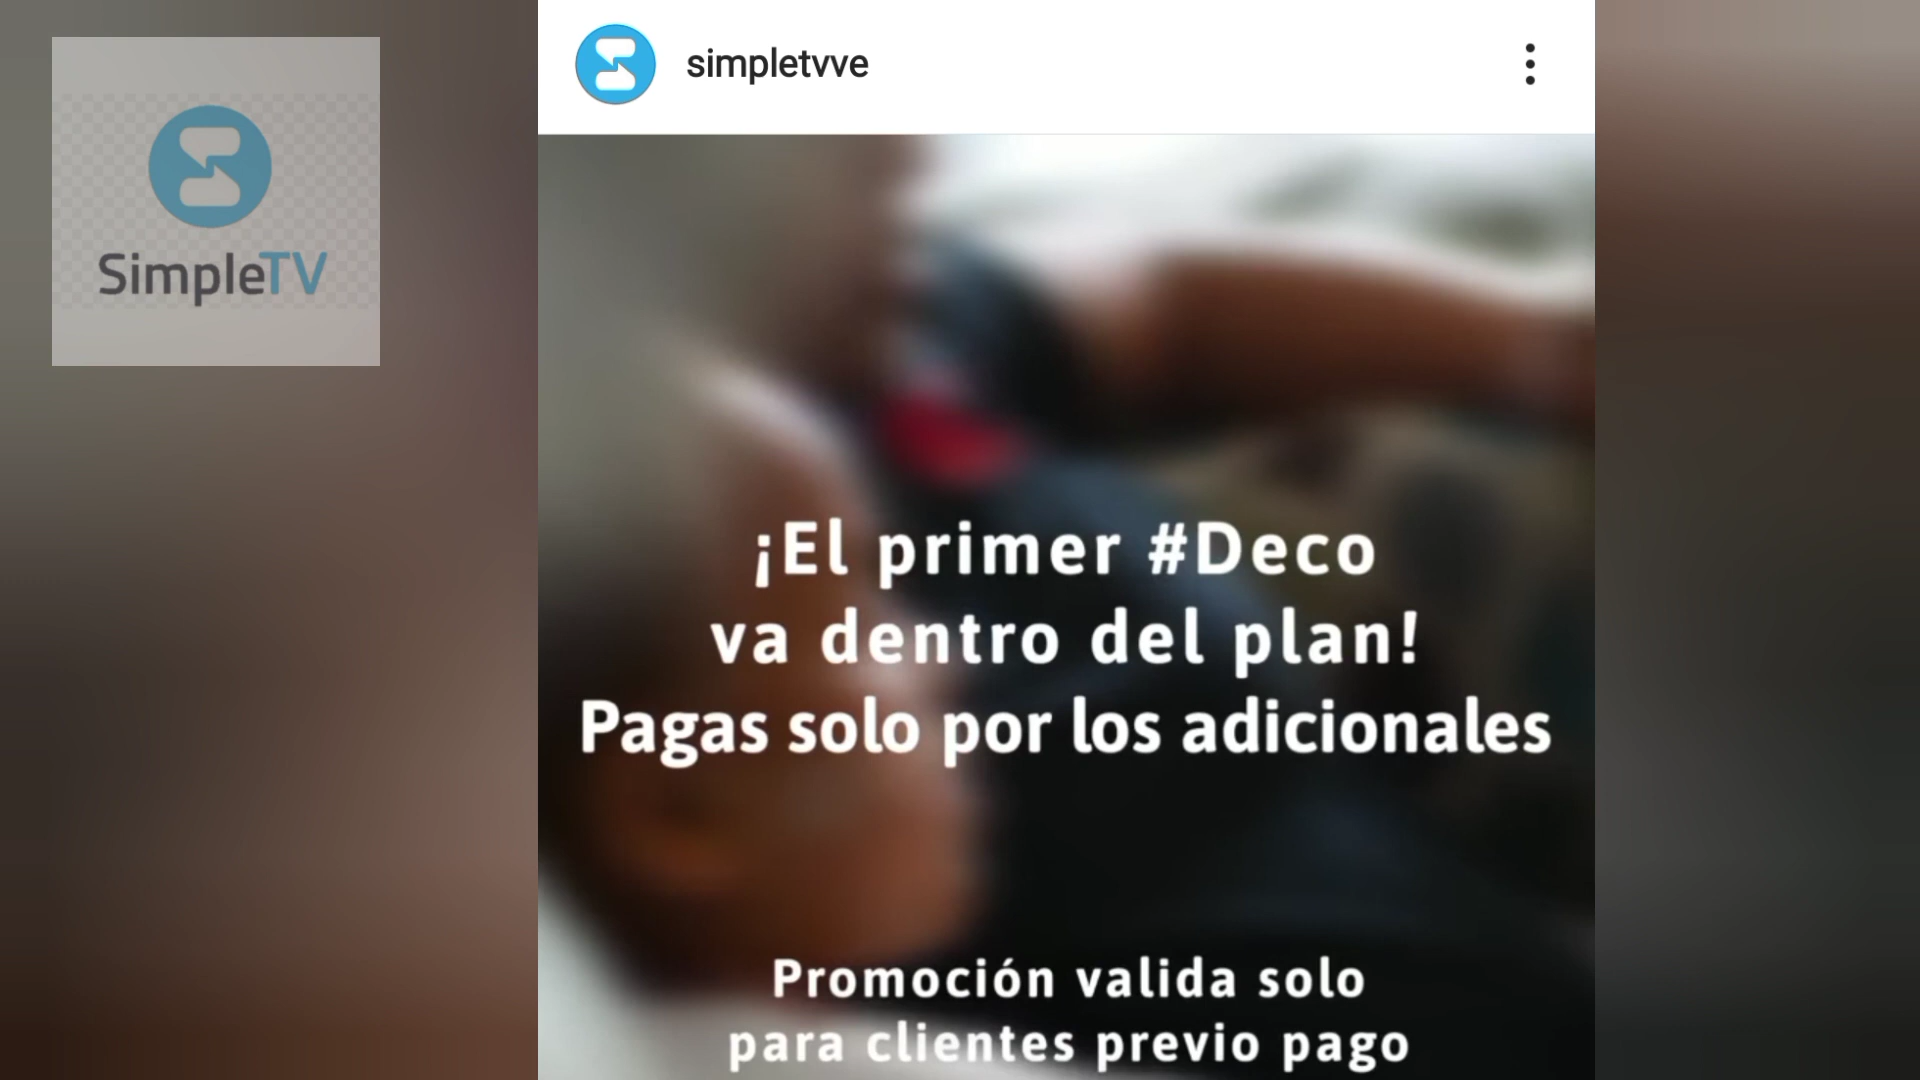 SimpleTV
simpletvve
¡El primer #Deco
va dentro del plan!
Pagas solo por los adicionales
Promoción valida solo
para clientes previo pago